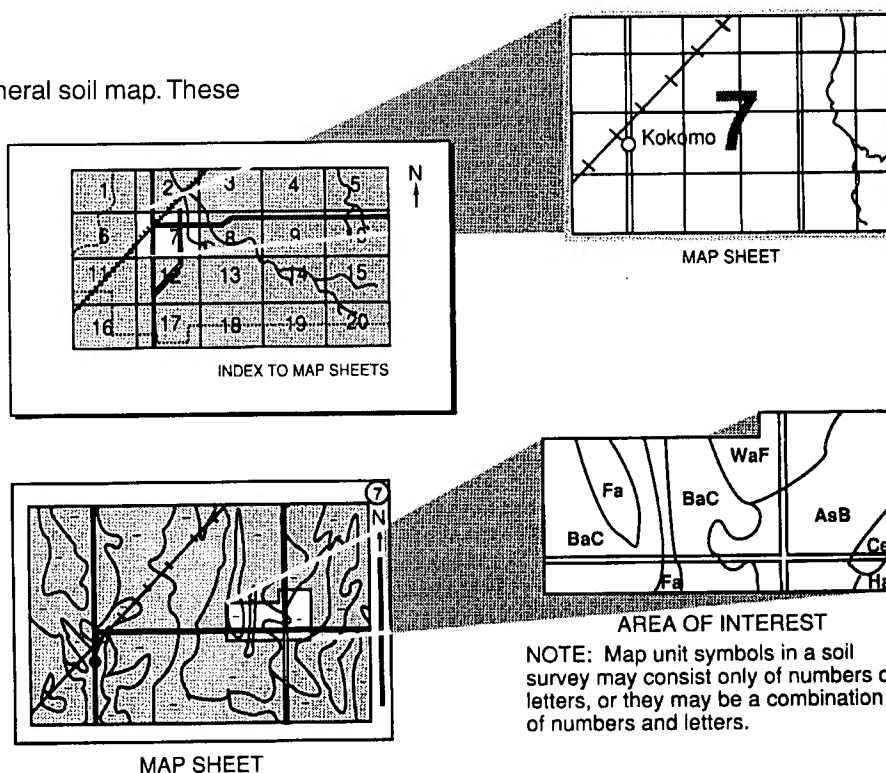 neral soil map. These
7
Kokomo
MAP SHEET
N
1 2 3 4 5
6 7 8 9
11 12 13 14 15
16 17 18 19 20
INDEX TO MAP SHEETS
7
N
MAP SHEET
WaF
Fa
BaC
AsB
BaC
Ce
Fa
Ha
AREA OF INTEREST
NOTE: Map unit symbols in a soil
survey may consist only of numbers o
letters, or they may be a combination
of numbers and letters.